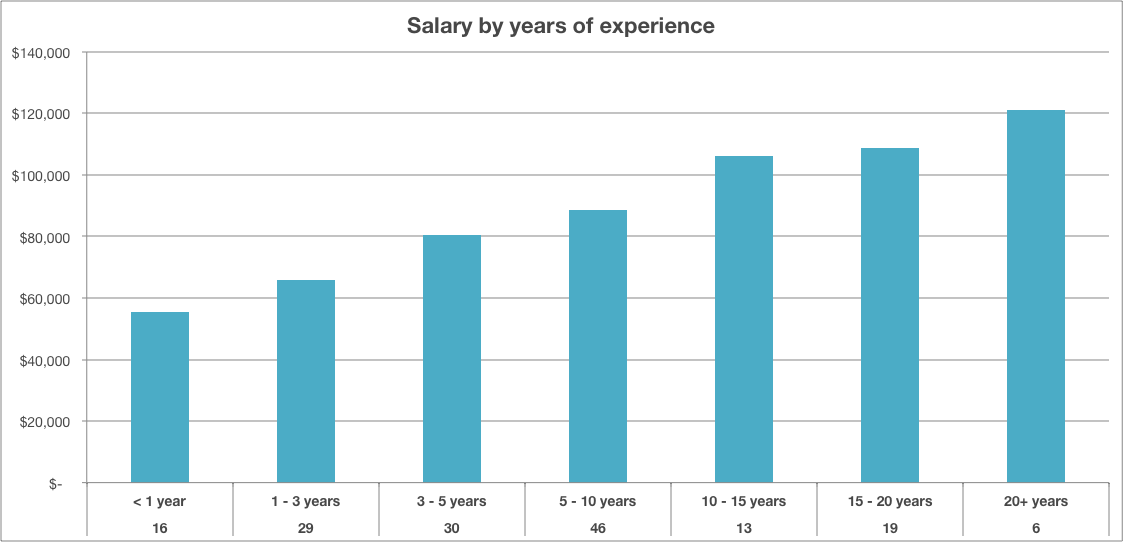 Salary by years of experience
$140,000
$120,000
$100,000
$80,000
$60,000
$40,000
$20,000
$-
< 1 year 1 - 3 years 3 - 5 years 5 - 10 years 10 - 15 years 15 - 20 years 20+ years
16 29 30 46 13 19 6